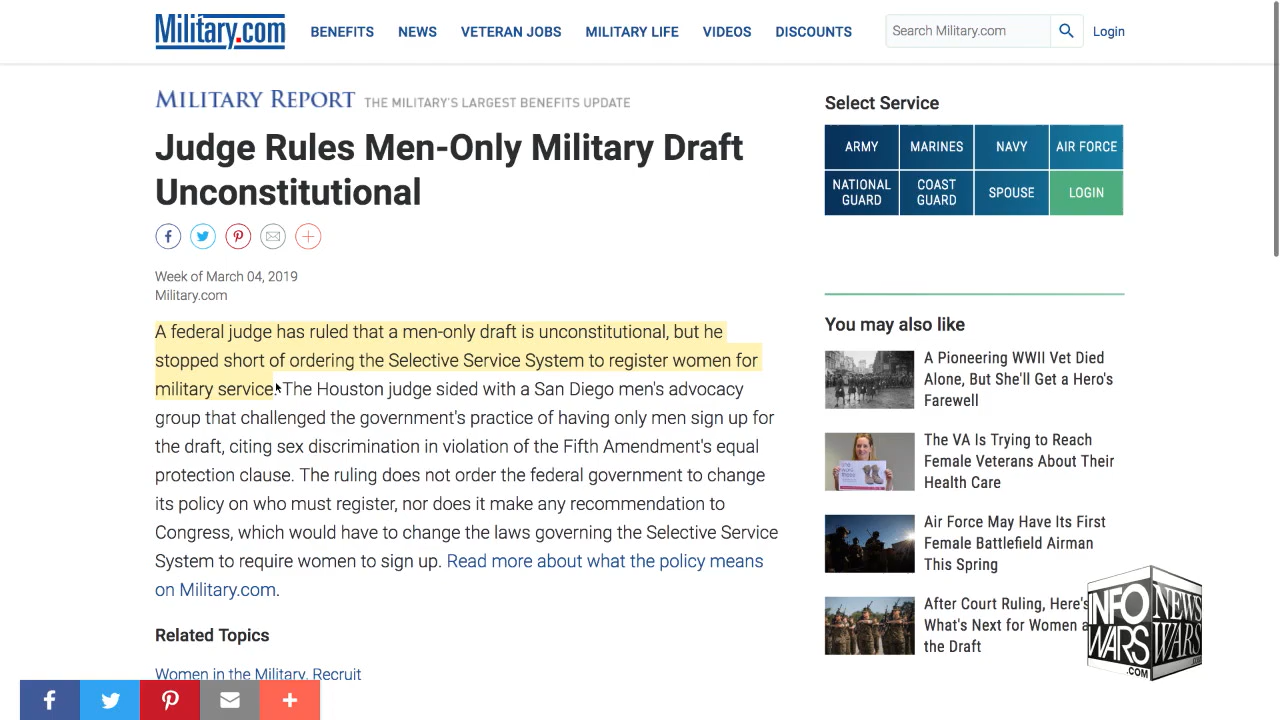 Military.com
BENEFITS NEWS VETERAN JOBS MILITARY LIFE VIDEOS DISCOUNTS
Search Military.com
Login
MILITARY REPORT THE MILITARY'S LARGEST BENEFITS UPDATE
Judge Rules Men-Only Military Draft
Unconstitutional
Week of March 04, 2019
Military.com
A federal judge has ruled that a men-only draft is unconstitutional, but he
stopped short of ordering the Selective Service System to register women for
military service. The Houston judge sided with a San Diego men's advocacy
group that challenged the government's practice of having only men sign up for
the draft, citing sex discrimination in violation of the Fifth Amendment's equal
protection clause. The ruling does not order the federal government to change
its policy on who must register, nor does it make any recommendation to
Congress, which would have to change the laws governing the Selective Service
System to require women to sign up. Read more about what the policy means
on Military.com.
Related Topics
Women in the Military, Recruit
Select Service
ARMY MARINES NAVY AIR FORCE
NATIONAL GUARD COAST GUARD SPOUSE LOGIN
You may also like
A Pioneering WWII Vet Died
Alone, But She'll Get a Hero's
Farewell
The VA Is Trying to Reach
Female Veterans About Their
Health Care
Air Force May Have Its First
Female Battlefield Airman
This Spring
After Court Ruling, Here's
What's Next for Women a
the Draft
INFO
WARS
.COM
NEWS
WARS